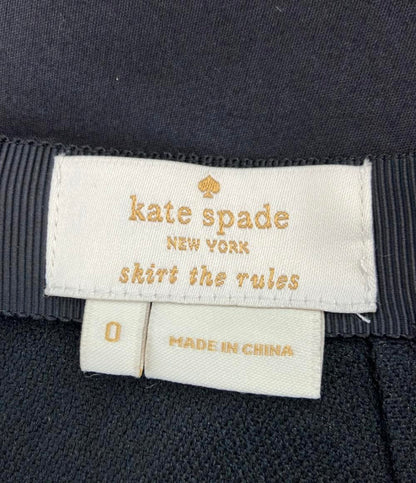 kate spade
NEW YORK
skirt the rules
0
MADE IN CHINA